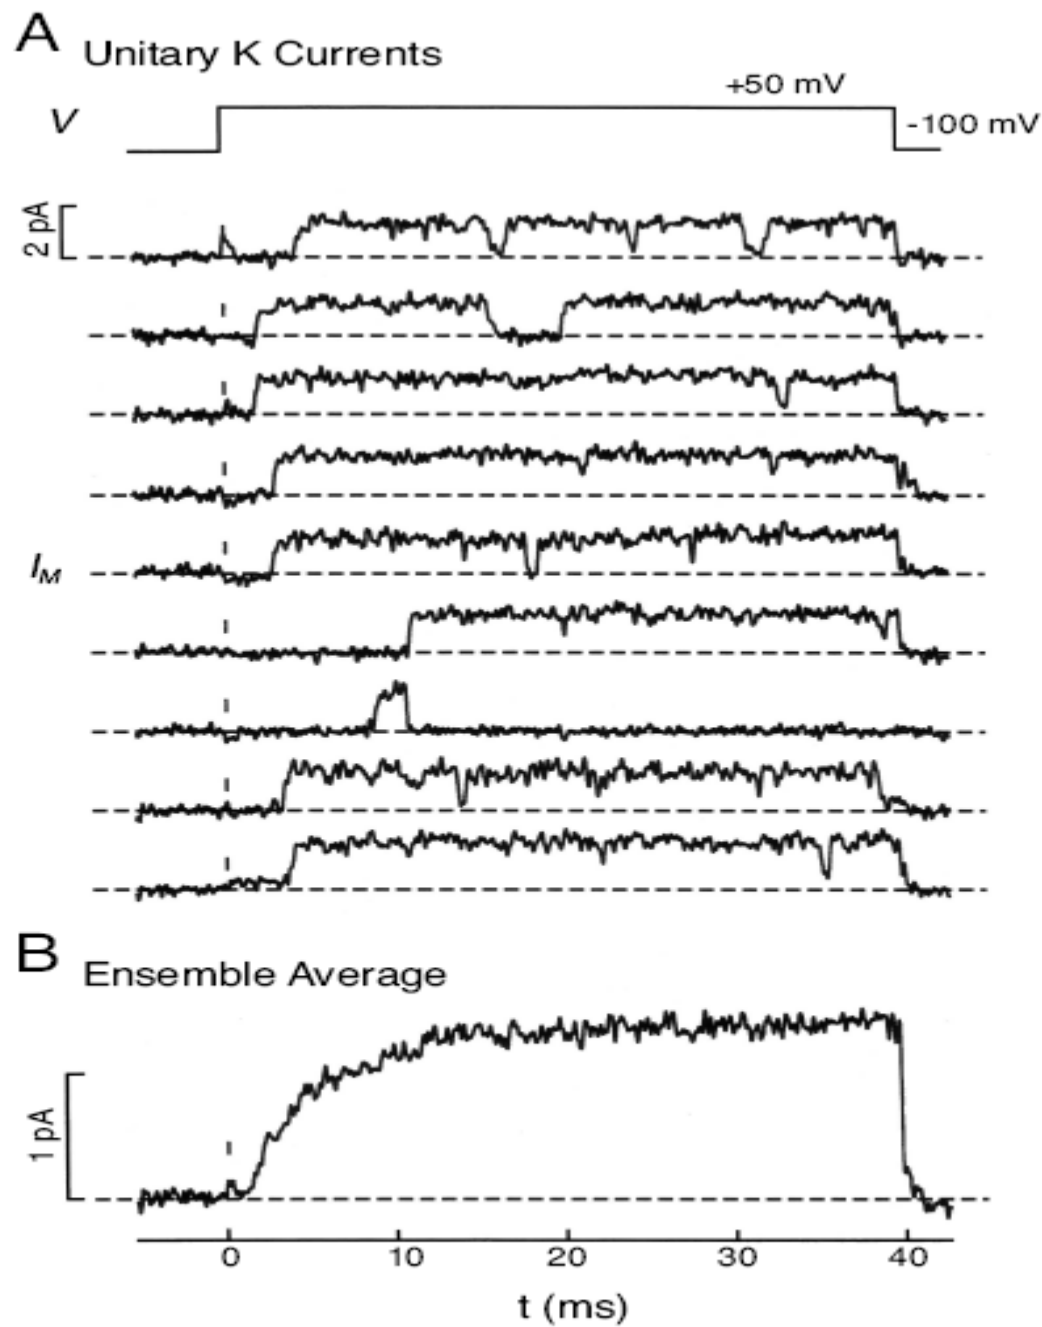 A Unitary K Currents
+50 mV
V
-100 mV
2 pA
I_M
B Ensemble Average
1 pA
0 10 20 30 40
t (ms)